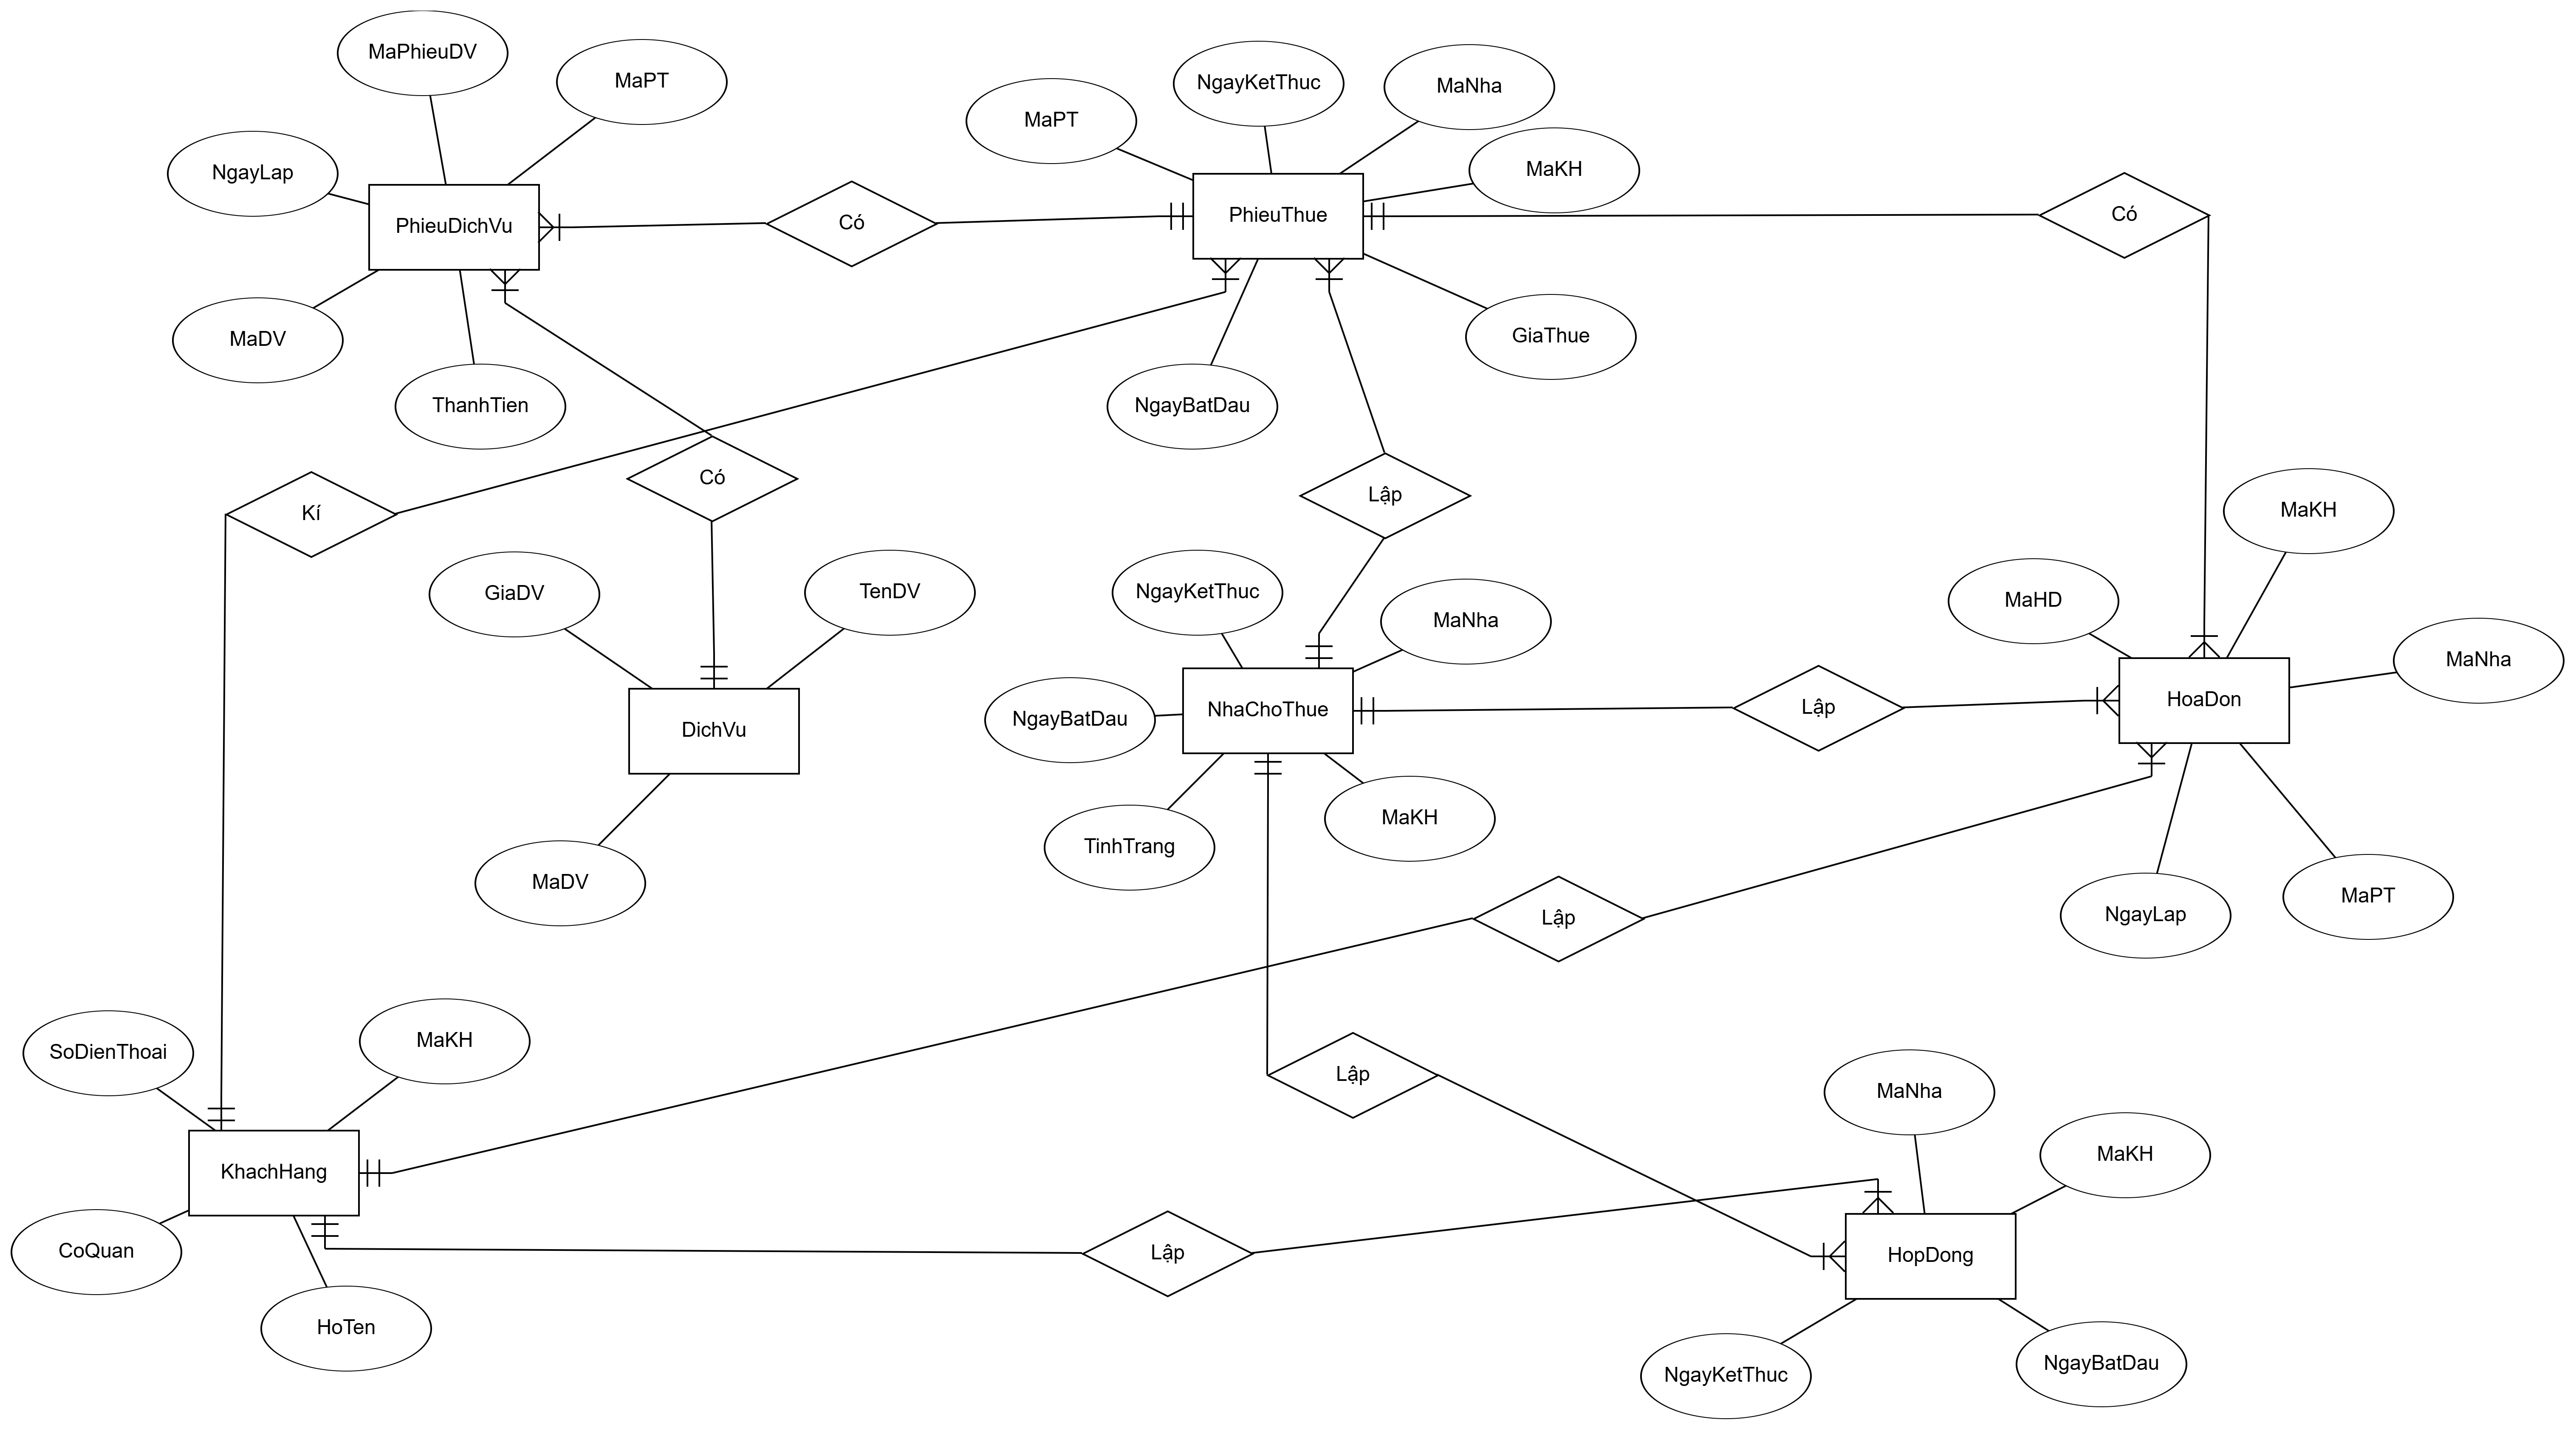 MaPhieuDV
MaPT
NgayLap
PhieuDichVu
MaDV
ThanhTien
Có
MaPT
NgayKetThuc
MaNha
MaKH
PhieuThue
GiaThue
NgayBatDau
Có
Kí
Có
Lập
GiaDV
TenDV
DichVu
MaDV
NgayKetThuc
MaNha
NgayBatDau
NhaChoThue
TinhTrang
MaKH
Lập
MaKH
MaHD
MaNha
HoaDon
NgayLap
MaPT
Lập
Lập
SoDienThoai
MaKH
KhachHang
CoQuan
HoTen
Lập
MaNha
MaKH
HopDong
NgayKetThuc
NgayBatDau